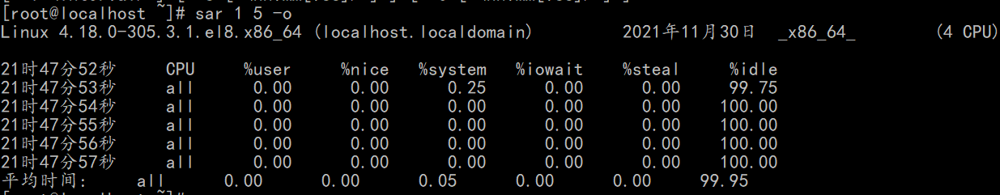 [root@localhost ~]# sar 1 5 -o
Linux 4.18.0-305.3.1.el8.x86_64 (localhost.localdomain) 2021年11月30日 _x86_64_ (4 CPU)
21时47分52秒 CPU %user %nice %system %iowait %steal %idle
21时47分53秒 all 0.00 0.00 0.25 0.00 0.00 99.75
21时47分54秒 all 0.00 0.00 0.00 0.00 0.00 100.00
21时47分55秒 all 0.00 0.00 0.00 0.00 0.00 100.00
21时47分56秒 all 0.00 0.00 0.00 0.00 0.00 100.00
21时47分57秒 all 0.00 0.00 0.00 0.00 0.00 100.00
平均时间: all 0.00 0.00 0.05 0.00 0.00 99.95